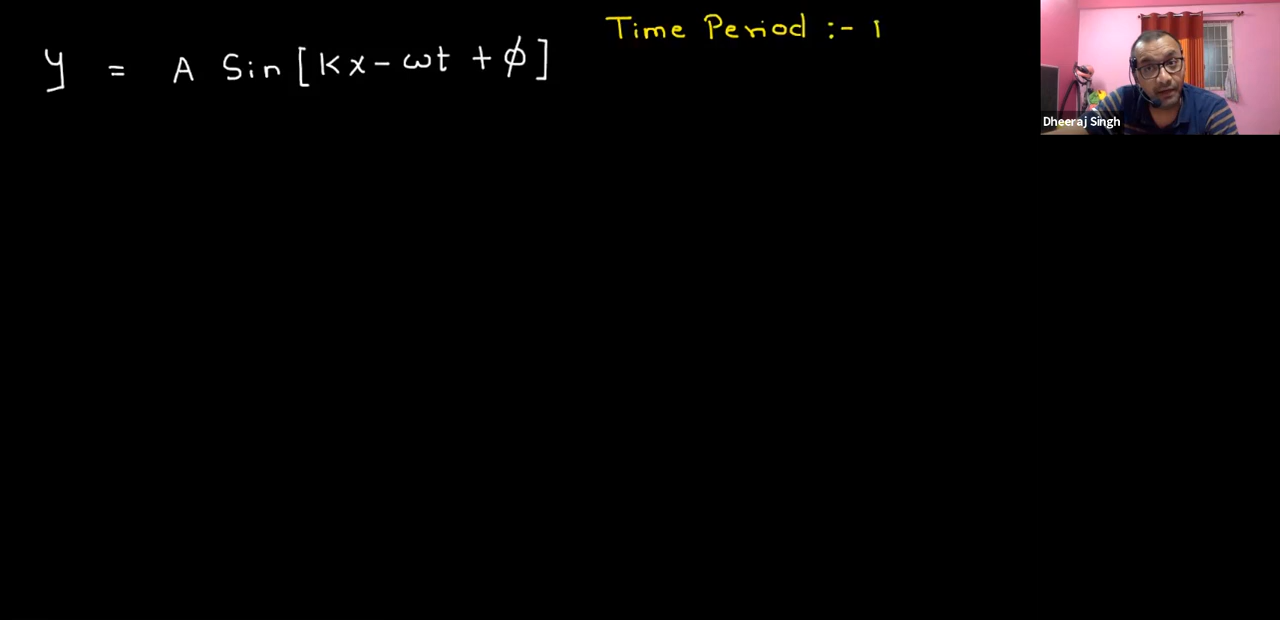 Time Period :- 1
y = A Sin [kx - ωt + ϕ]
Dheeraj Singh